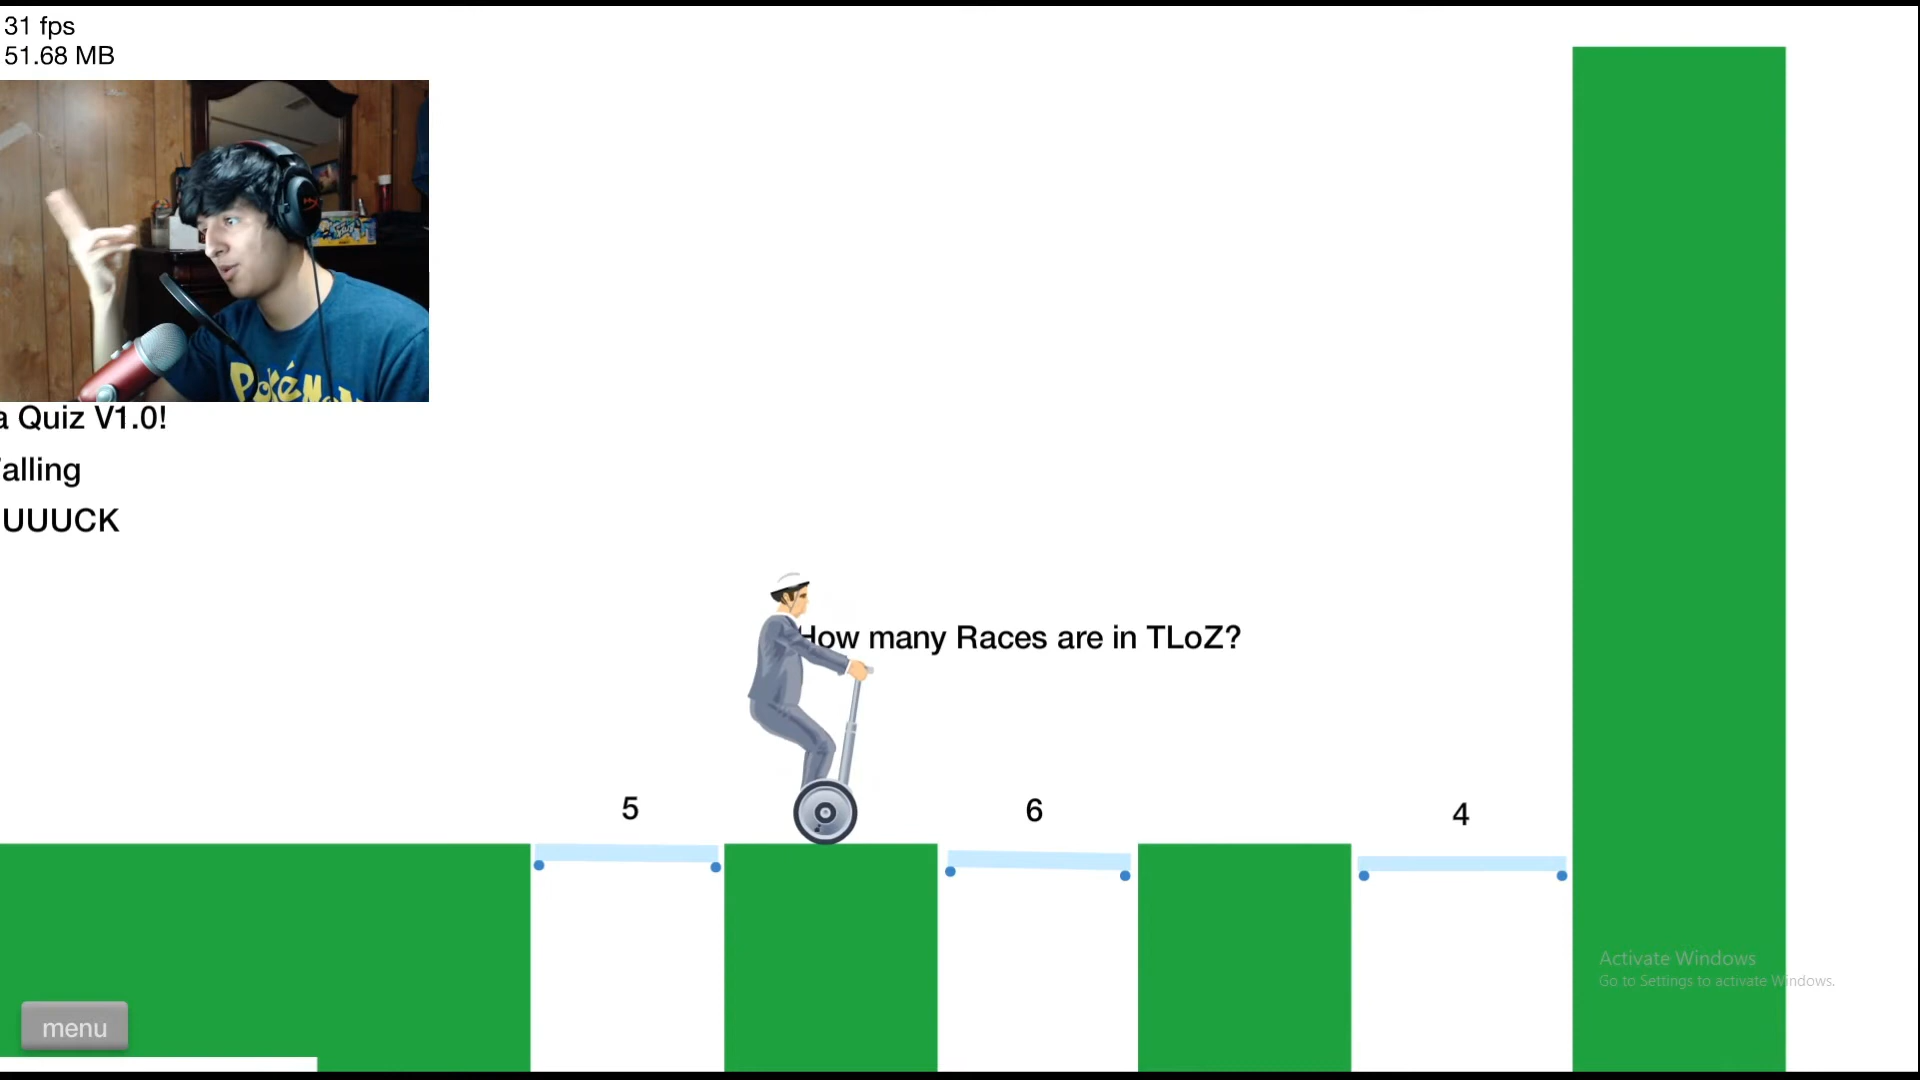 31 fps
51.68 MB
Pokémon
a Quiz V1.0!
alling
UUUCK
How many Races are in TLoZ?
5
6
4
Activate Windows
Go to Settings to activate Windows.
menu